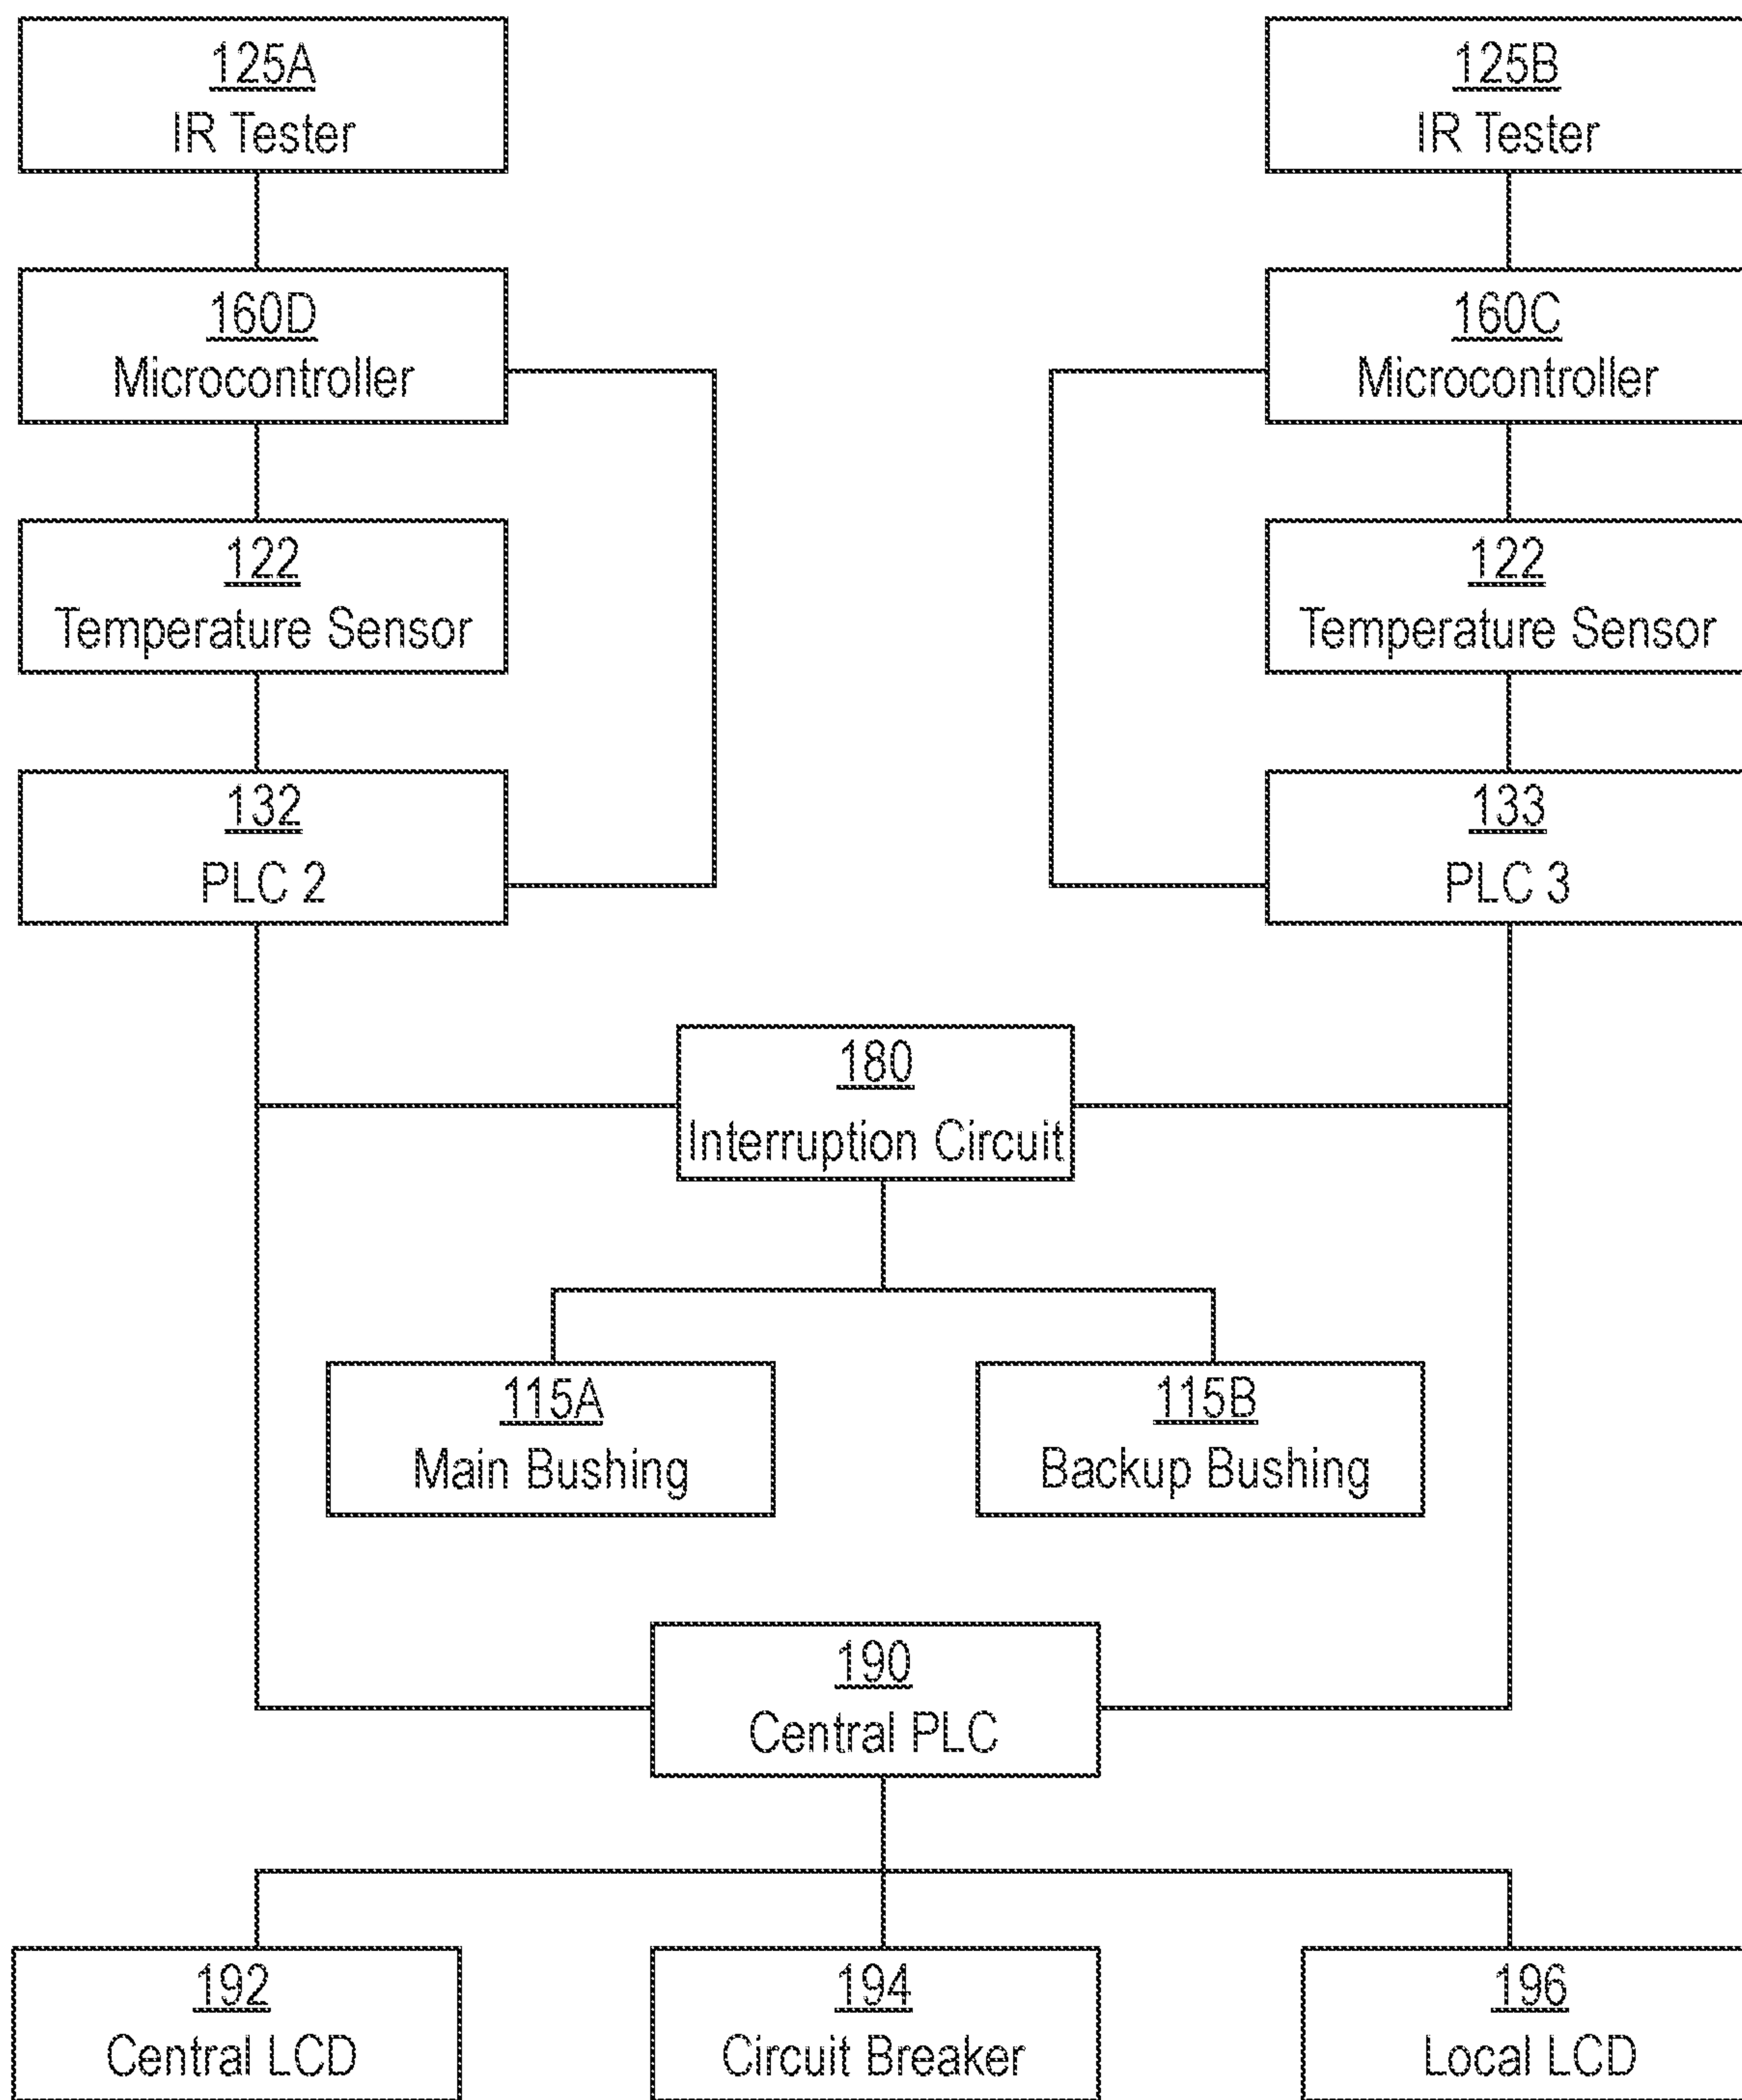 125A
IR Tester
125B
IR Tester
160D
Microcontroller
160C
Microcontroller
122
Temperature Sensor
122
Temperature Sensor
132
PLC 2
133
PLC 3
180
Interruption Circuit
115A
Main Bushing
115B
Backup Bushing
190
Central PLC
192
Central LCD
194
Circuit Breaker
196
Local LCD